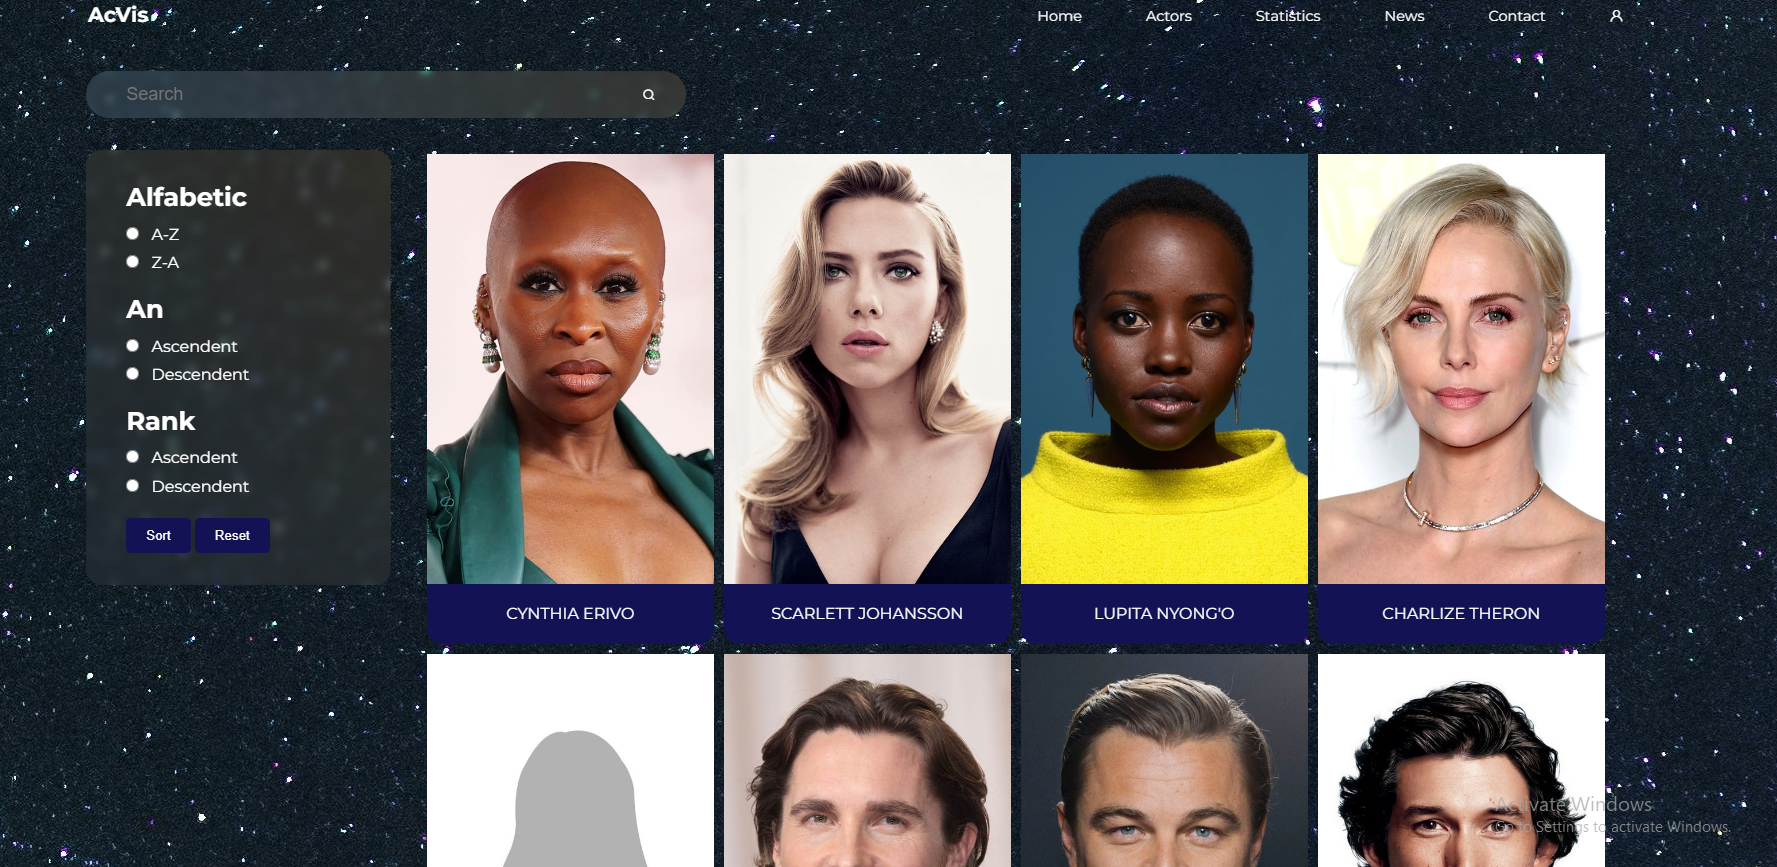 AcVis
Home Actors Statistics News Contact
Search
Alfabetic
A-Z
Z-A
An
Ascendent
Descendent
Rank
Ascendent
Descendent
Sort Reset
CYNTHIA ERIVO SCARLETT JOHANSSON LUPITA NYONG'O CHARLIZE THERON
Activate Windows
Go to Settings to activate Windows.